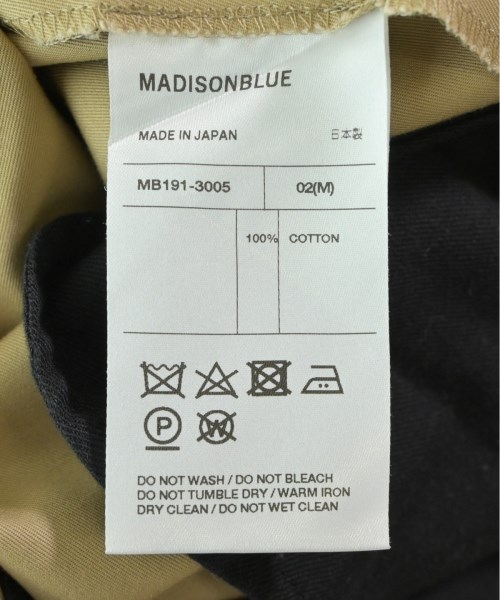 MADISONBLUE
MADE IN JAPAN 日本製
MB191-3005 02(M)
100% COTTON
P W
DO NOT WASH / DO NOT BLEACH
DO NOT TUMBLE DRY / WARM IRON
DRY CLEAN / DO NOT WET CLEAN